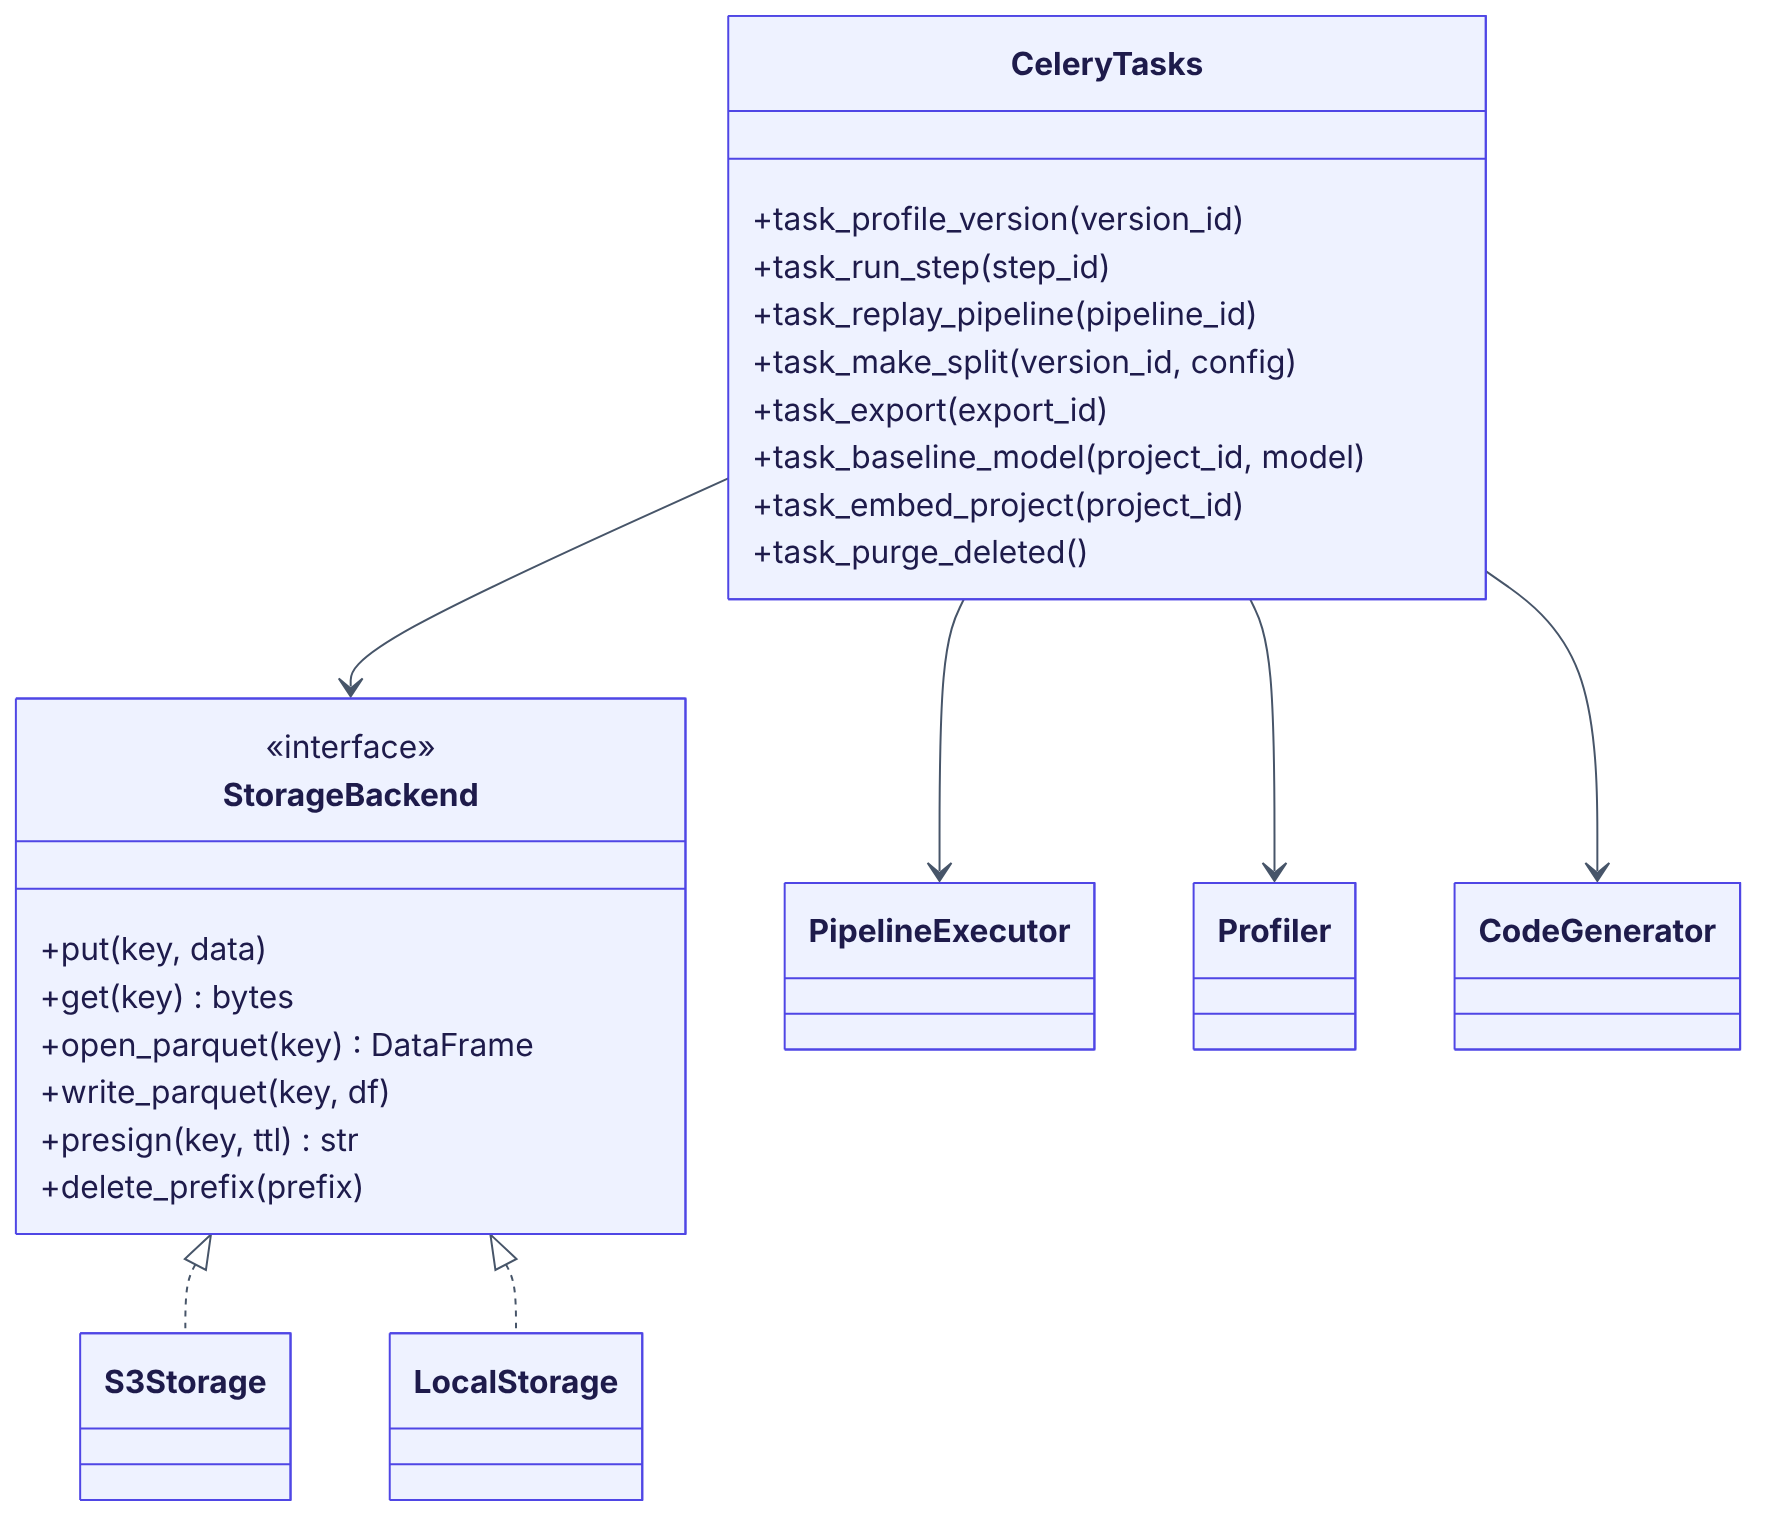 CeleryTasks
+task_profile_version(version_id)
+task_run_step(step_id)
+task_replay_pipeline(pipeline_id)
+task_make_split(version_id, config)
+task_export(export_id)
+task_baseline_model(project_id, model)
+task_embed_project(project_id)
+task_purge_deleted()
«interface»
StorageBackend
+put(key, data)
+get(key) : bytes
+open_parquet(key) : DataFrame
+write_parquet(key, df)
+presign(key, ttl) : str
+delete_prefix(prefix)
PipelineExecutor
Profiler
CodeGenerator
S3Storage
LocalStorage